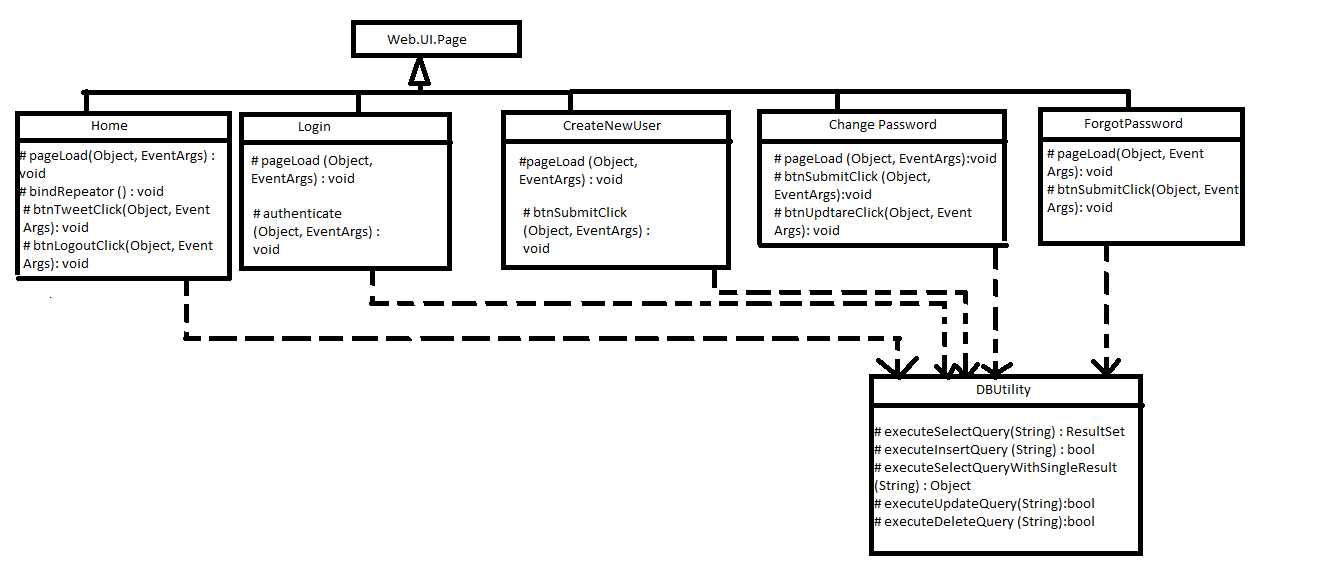 Web.UI.Page
Home
# pageLoad(Object, EventArgs) :
void
# bindRepeator () : void
# btnTweetClick(Object, Event
Args): void
# btnLogoutClick(Object, Event
Args): void
Login
# pageLoad (Object,
EventArgs) : void
# authenticate
(Object, EventArgs) :
void
CreateNewUser
#pageLoad (Object,
EventArgs) : void
# btnSubmitClick
(Object, EventArgs) :
void
Change Password
# pageLoad (Object, EventArgs):void
# btnSubmitClick (Object,
EventArgs):void
# btnUpdtareClick(Object, Event
Args): void
ForgotPassword
# pageLoad(Object, Event
Args): void
# btnSubmitClick(Object, Event
Args): void
DBUtility
# executeSelectQuery(String) : ResultSet
# executeInsertQuery (String) : bool
# executeSelectQueryWithSingleResult
(String) : Object
# executeUpdateQuery(String):bool
# executeDeleteQuery (String):bool